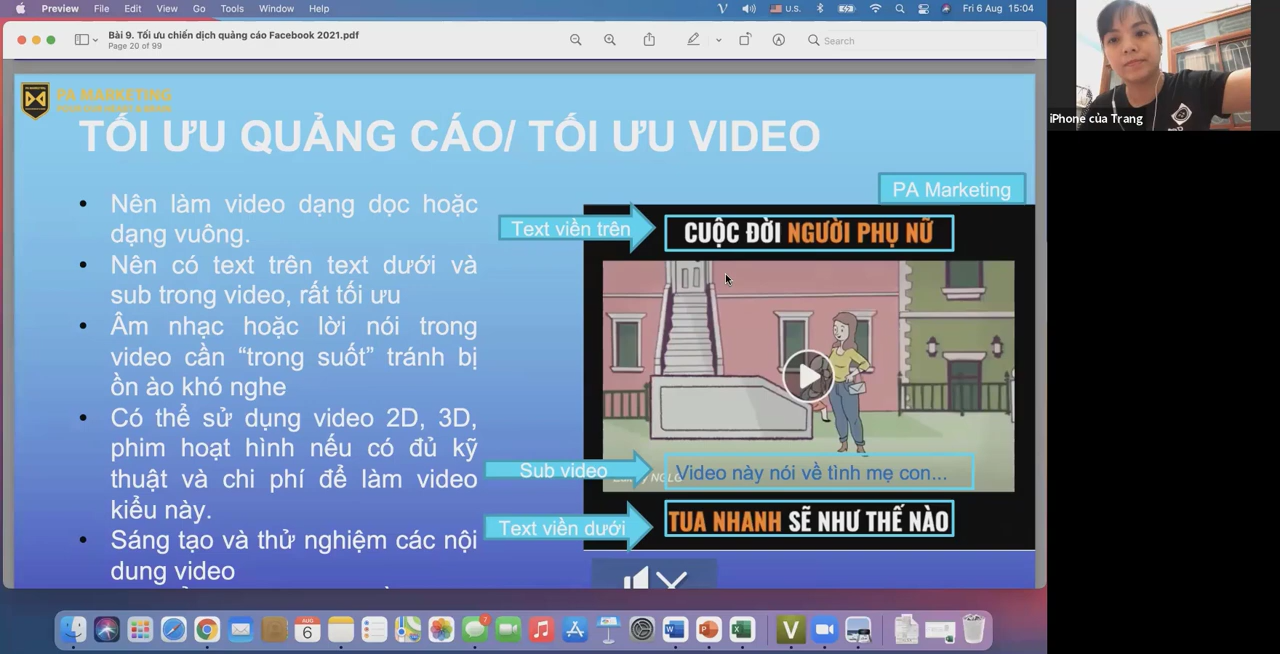 Preview File Edit View Go Tools Window Help
U.S.
Fri 6 Aug 15:04
Bài 9. Tối ưu chiến dịch quảng cáo Facebook 2021.pdf
Page 20 of 99
Search
iPhone của Trang
PA MARKETING
TỐI ƯU QUẢNG CÁO/ TỐI ƯU VIDEO
PA Marketing
• Nên làm video dạng dọc hoặc
dạng vuông.
• Nên có text trên text dưới và
sub trong video, rất tối ưu
• Âm nhạc hoặc lời nói trong
video cần “trong suốt” tránh bị
ồn ào khó nghe
• Có thể sử dụng video 2D, 3D,
phim hoạt hình nếu có đủ kỹ
thuật và chi phí để làm video
kiểu này.
• Sáng tạo và thử nghiệm các nội
dung video
Text viền trên
CUỘC ĐỜI NGƯỜI PHỤ NỮ
Sub video
Video này nói về tình mẹ con...
Text viền dưới
TUA NHANH SẼ NHƯ THẾ NÀO
AUG
6
2